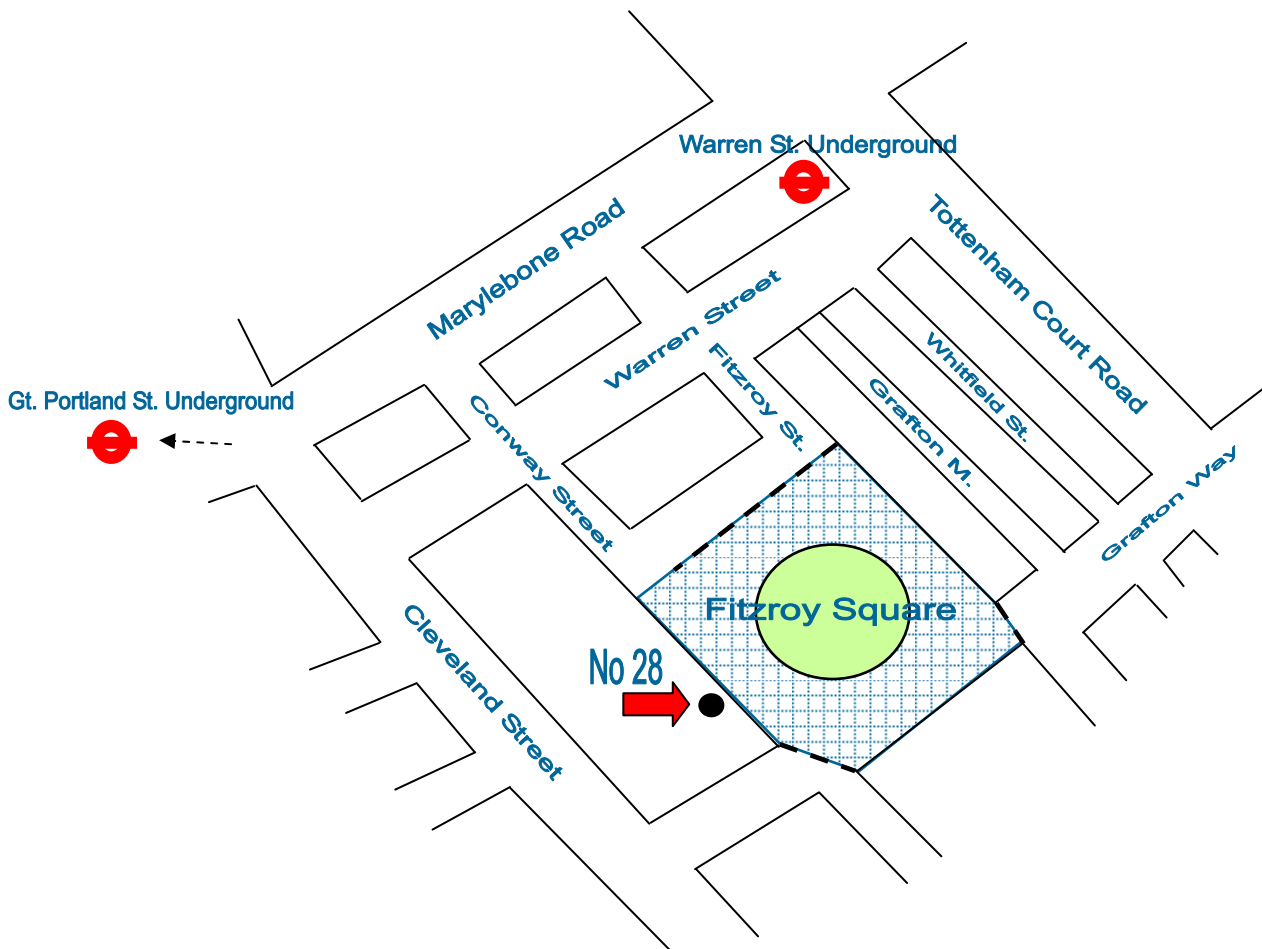 Warren St. Underground
Marylebone Road
Tottenham Court Road
Warren Street
Fitzroy St.
Whitfield St.
Grafton M.
Gt. Portland St. Underground
Conway Street
Grafton Way
Fitzroy Square
Cleveland Street
No 28